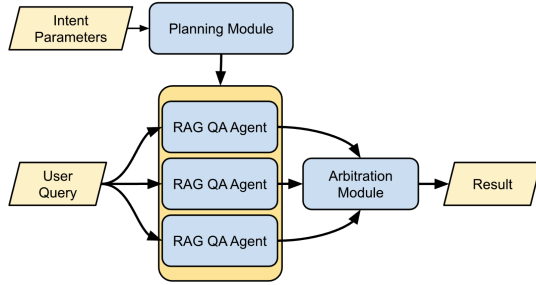 Intent
Parameters
Planning Module
RAG QA Agent
User
Query
RAG QA Agent
Arbitration
Module
Result
RAG QA Agent